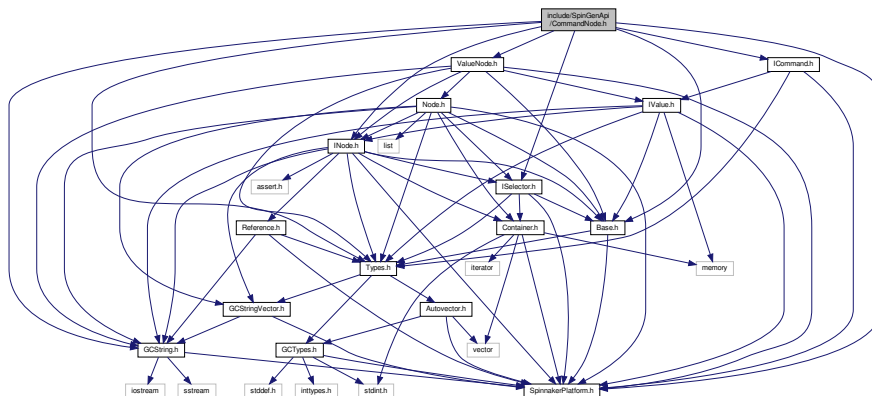 include/SpinGenApi
/CommandNode.h
ValueNode.h
ICommand.h
Node.h
IValue.h
INode.h
list
assert.h
ISelector.h
Reference.h
Container.h
Base.h
Types.h
iterator
memory
GCStringVector.h
Autovector.h
GCString.h
GCTypes.h
vector
iostream
sstream
stddef.h
inttypes.h
stdint.h
SpinnakerPlatform.h